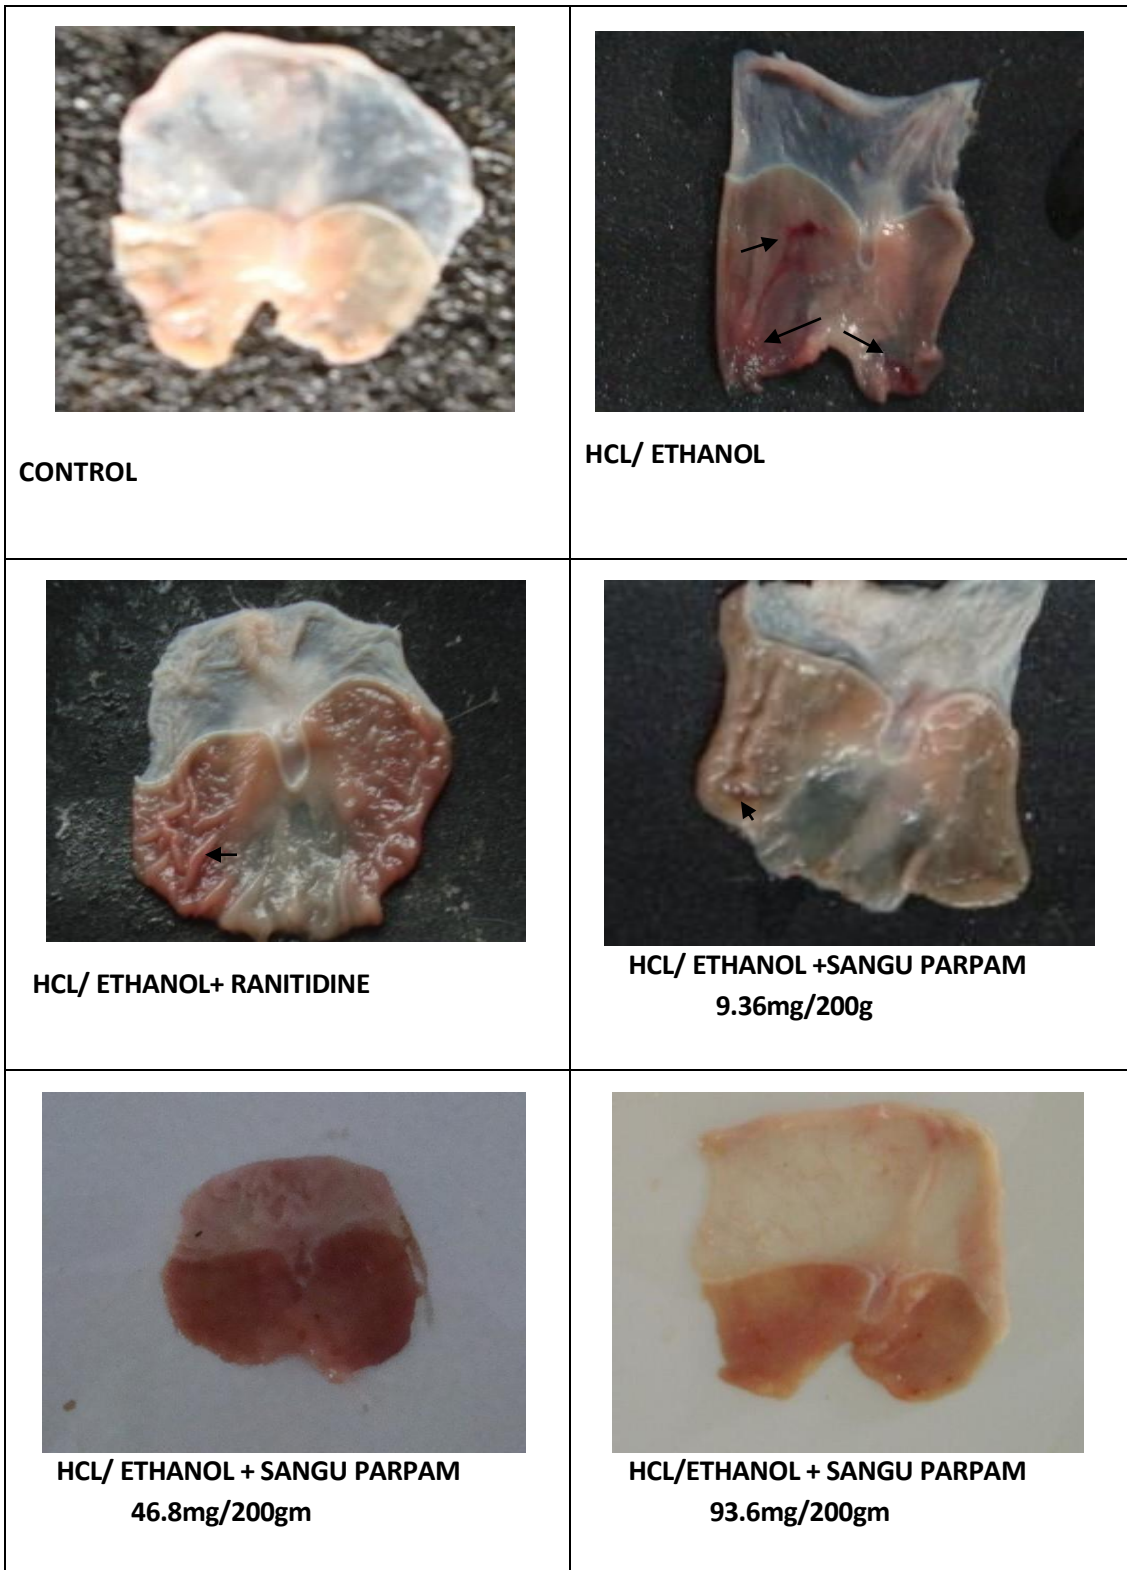 CONTROL
HCL/ ETHANOL
HCL/ ETHANOL+ RANITIDINE
HCL/ ETHANOL +SANGU PARPAM
9.36mg/200g
HCL/ ETHANOL + SANGU PARPAM
46.8mg/200gm
HCL/ETHANOL + SANGU PARPAM
93.6mg/200gm